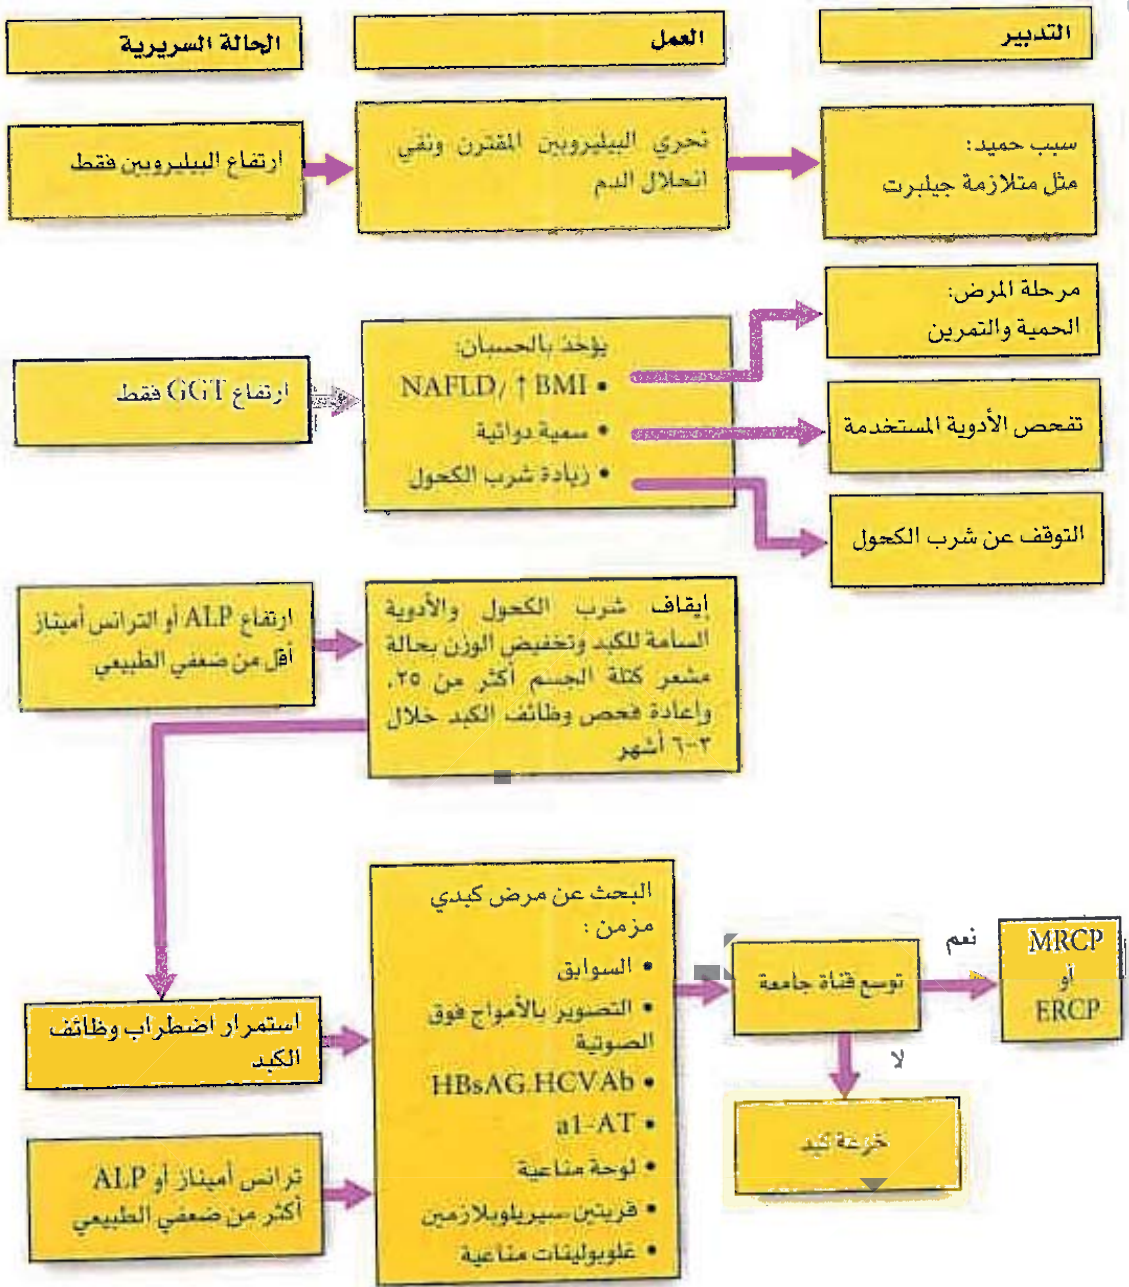 الحالة السريرية
العمل
التدبير
ارتفاع البيليروبين فقط
تحري البيليروبين المقترن ونفي
انحلال الدم
سبب حميد:
مثل متلازمة جيلبرت
ارتفاع GGT فقط
يؤخذ بالحسبان:
• NAFLD/ ↑ BMI
• سمية دوائية
• زيادة شرب الكحول
مرحلة المرض:
الحمية والتمرين
تفحص الأدوية المستخدمة
التوقف عن شرب الكحول
ارتفاع ALP أو الترانس أميناز
أقل من ضعفي الطبيعي
إيقاف شرب الكحول والأدوية
السامة للكبد وتخفيض الوزن بحالة
مشعر كتلة الجسم أكثر من ٢٥.
وإعادة فحص وظائف الكبد خلال
٣-٦ أشهر
استمرار اضطراب وظائف
الكبد
ترانس أميناز أو ALP
أكثر من ضعفي الطبيعي
البحث عن مرض كبدي
مزمن :
• السوابق
• التصوير بالأمواج فوق
الصوتية
• HBsAG.HCVAb
• a1-AT
• لوحة مناعية
• فريتين-سيريلوبلازمين
• غلوبولينات مناعية
توسع قناة جامعة
نعم
MRCP
أو
ERCP
لا
خزعة كبد